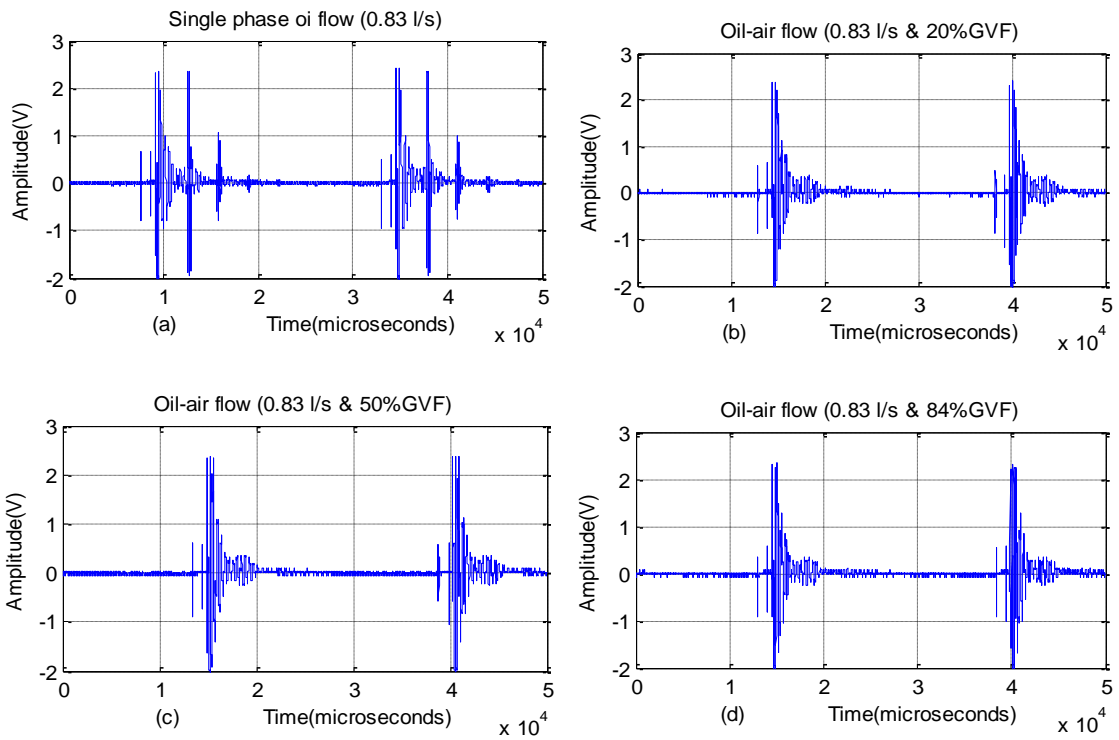 Single phase oi flow (0.83 l/s)
Amplitude(V)
3
2
1
0
-1
-2
0 1 2 3 4 5
(a) Time(microseconds) x 10^4
Oil-air flow (0.83 l/s & 20%GVF)
Amplitude(V)
3
2
1
0
-1
-2
0 1 2 3 4 5
(b) Time(microseconds) x 10^4
Oil-air flow (0.83 l/s & 50%GVF)
Amplitude(V)
3
2
1
0
-1
-2
0 1 2 3 4 5
(c) Time(microseconds) x 10^4
Oil-air flow (0.83 l/s & 84%GVF)
Amplitude(V)
3
2
1
0
-1
-2
0 1 2 3 4 5
(d) Time(microseconds) x 10^4